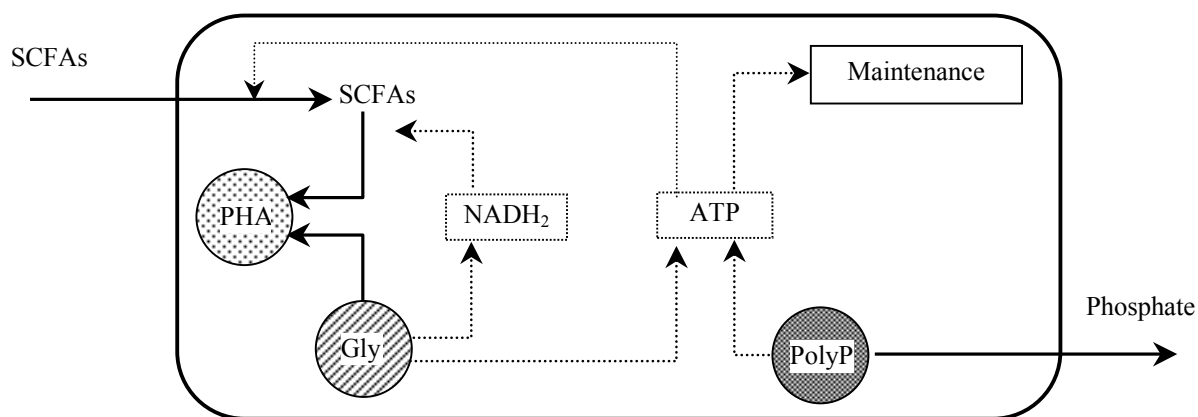 SCFAs
Maintenance
SCFAs
PHA
NADH₂
ATP
Phosphate
Gly
PolyP